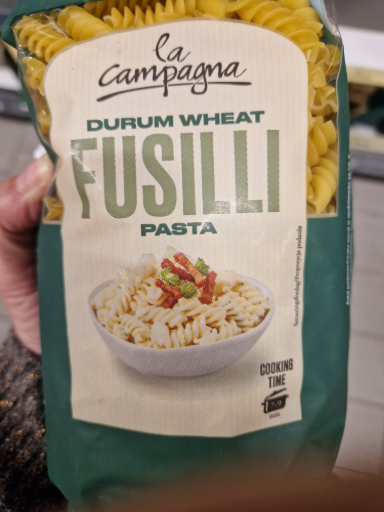 la
campagna
DURUM WHEAT
FUSILLI
PASTA
COOKING
TIME